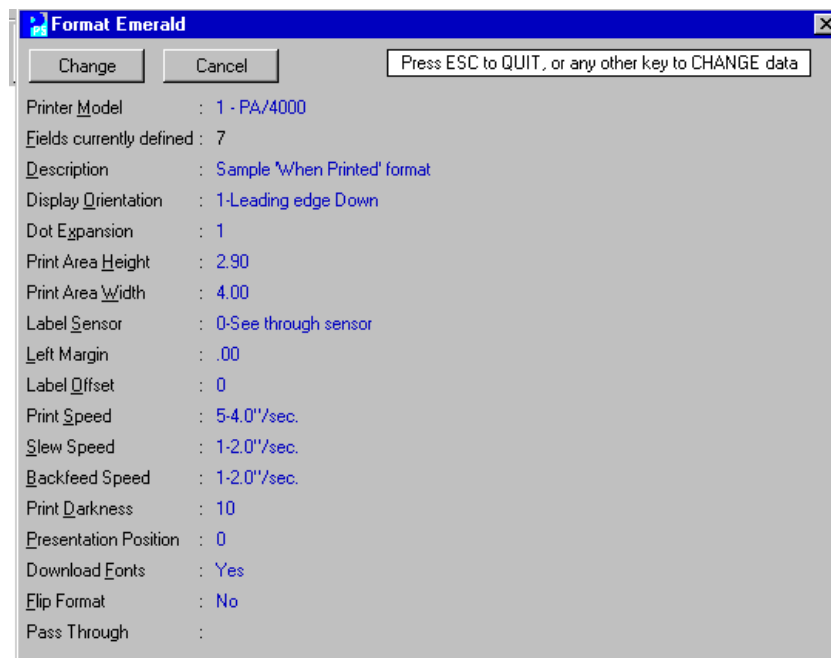 PS Format Emerald
Change Cancel Press ESC to QUIT, or any other key to CHANGE data
Printer Model : 1 - PA/4000
Fields currently defined : 7
Description : Sample 'When Printed' format
Display Orientation : 1-Leading edge Down
Dot Expansion : 1
Print Area Height : 2.90
Print Area Width : 4.00
Label Sensor : 0-See through sensor
Left Margin : .00
Label Offset : 0
Print Speed : 5-4.0"/sec.
Slew Speed : 1-2.0"/sec.
Backfeed Speed : 1-2.0"/sec.
Print Darkness : 10
Presentation Position : 0
Download Fonts : Yes
Flip Format : No
Pass Through :